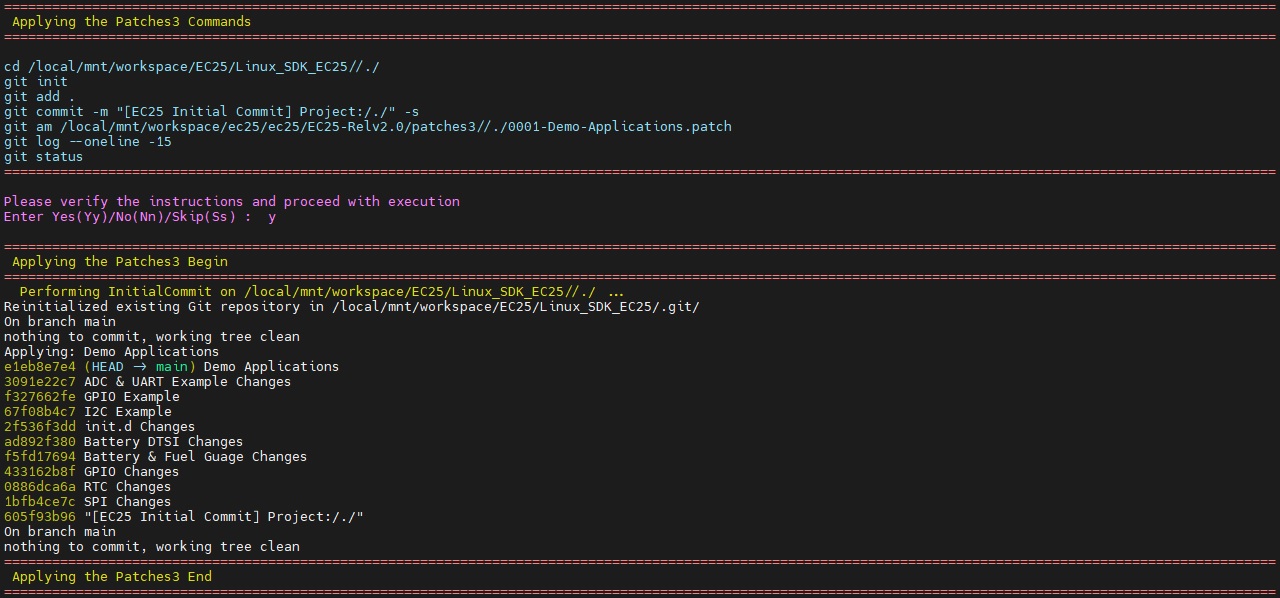 ================================================================================================================================================================
Applying the Patches3 Commands
================================================================================================================================================================
cd /local/mnt/workspace/EC25/Linux_SDK_EC25//./
git init
git add .
git commit -m "[EC25 Initial Commit] Project:/./" -s
git am /local/mnt/workspace/ec25/ec25/EC25-Relv2.0/patches3//./0001-Demo-Applications.patch
git log --oneline -15
git status
================================================================================================================================================================
Please verify the instructions and proceed with execution
Enter Yes(Yy)/No(Nn)/Skip(Ss) :  y
================================================================================================================================================================
Applying the Patches3 Begin
================================================================================================================================================================
Performing InitialCommit on /local/mnt/workspace/EC25/Linux_SDK_EC25//./ ...
Reinitialized existing Git repository in /local/mnt/workspace/EC25/Linux_SDK_EC25/.git/
On branch main
nothing to commit, working tree clean
Applying: Demo Applications
e1eb8e7e4 (HEAD -> main) Demo Applications
3091e22c7 ADC & UART Example Changes
f327662fe GPIO Example
67f08b4c7 I2C Example
2f536f3dd init.d Changes
ad892f380 Battery DTSI Changes
f5fd17694 Battery & Fuel Guage Changes
433162b8f GPIO Changes
0886dca6a RTC Changes
1bfb4ce7c SPI Changes
605f93b96 "[EC25 Initial Commit] Project:/./"
On branch main
nothing to commit, working tree clean
================================================================================================================================================================
Applying the Patches3 End
================================================================================================================================================================